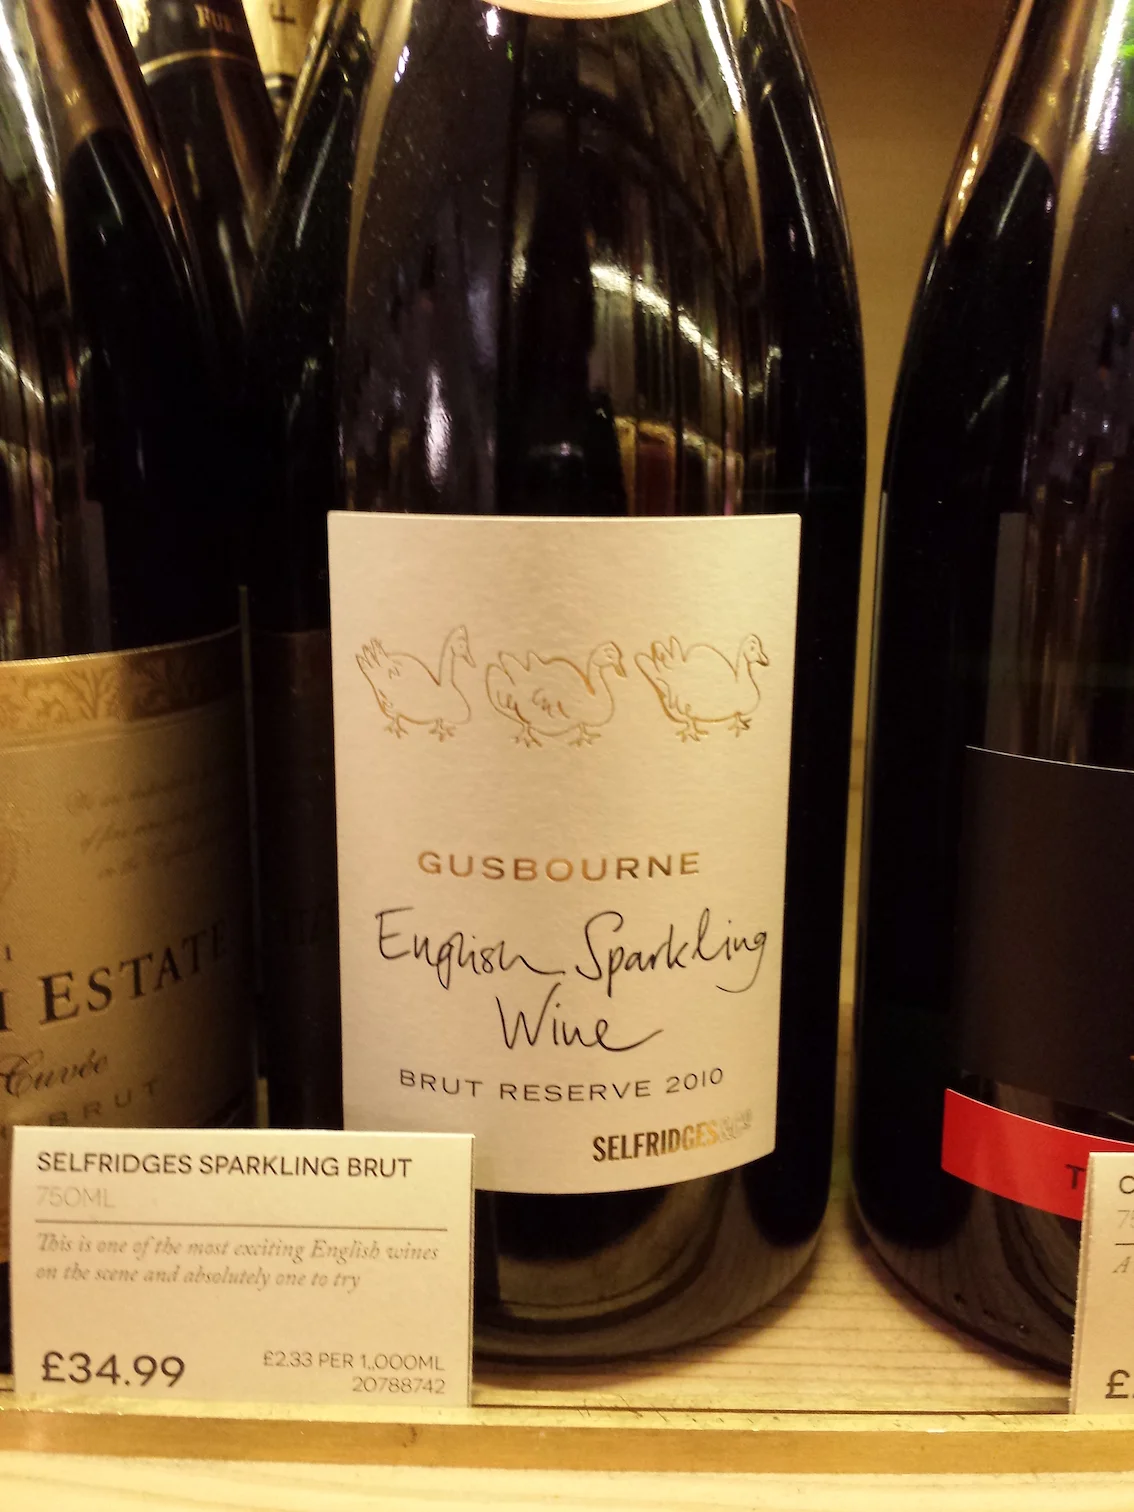 GUSBOURNE
English Sparkling
Wine
BRUT RESERVE 2010
SELFRIDGES&CO
ESTATE
Cuvée
BRUT
SELFRIDGES SPARKLING BRUT
750ML
This is one of the most exciting English wines
on the scene and absolutely one to try
£34.99
£2.33 PER 1,,000ML
20788742
T
£